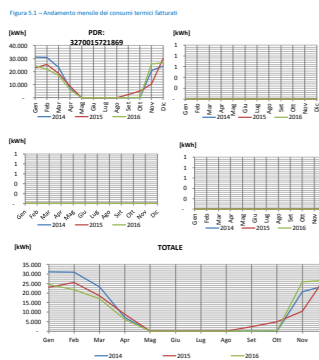 Figura 5.1 – Andamento mensile dei consumi termici fatturati
[kWh]
PDR:
3270015721869
40.000
30.000
20.000
10.000
-
Gen Feb Mar Apr Mag Giu Lug Ago Set Ott Nov Dic
2014 2015 2016
[kWh]
1
1
1
0
0
-
Gen Feb Mar Apr Mag Giu Lug Ago Set Ott Nov Dic
2014 2015 2016
[kWh]
1
1
1
0
0
-
Gen Feb Mar Apr Mag Giu Lug Ago Set Ott Nov Dic
2014 2015 2016
[kWh]
1
1
1
0
0
-
Gen Feb Mar Apr Mag Giu Lug Ago Set Ott Nov
2014 2015 2016
[kWh]
TOTALE
35.000
30.000
25.000
20.000
15.000
10.000
5.000
-
Gen Feb Mar Apr Mag Giu Lug Ago Set Ott Nov
2014 2015 2016